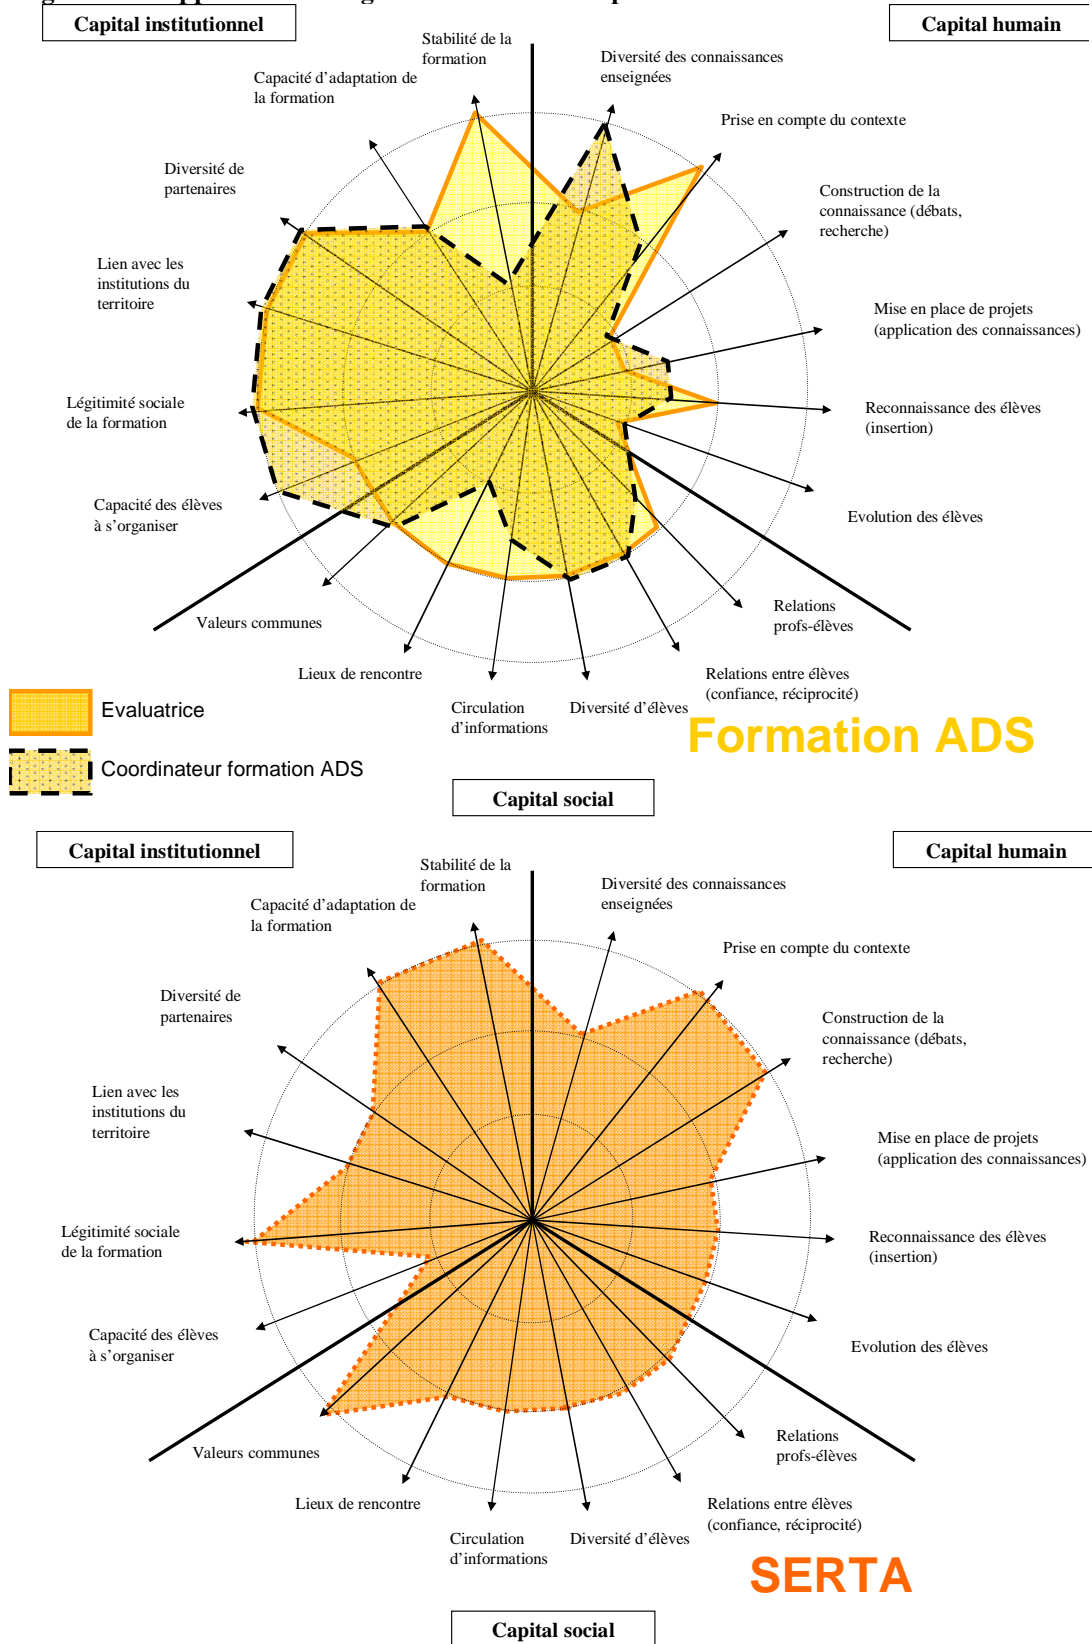 Capital institutionnel
Capital humain
Stabilité de la
formation
Diversité des connaissances
enseignées
Capacité d'adaptation de
la formation
Prise en compte du contexte
Diversité de
partenaires
Construction de la
connaissance (débats,
recherche)
Lien avec les
institutions du
territoire
Mise en place de projets
(application des connaissances)
Légitimité sociale
de la formation
Reconnaissance des élèves
(insertion)
Capacité des élèves
à s'organiser
Evolution des élèves
Valeurs communes
Relations
profs-élèves
Lieux de rencontre
Relations entre élèves
(confiance, réciprocité)
Circulation
d'informations
Diversité d'élèves
Evaluatrice
Formation ADS
Coordinateur formation ADS
Capital social
Capital institutionnel
Capital humain
Stabilité de la
formation
Diversité des connaissances
enseignées
Capacité d'adaptation de
la formation
Prise en compte du contexte
Diversité de
partenaires
Construction de la
connaissance (débats,
recherche)
Lien avec les
institutions du
territoire
Mise en place de projets
(application des connaissances)
Légitimité sociale
de la formation
Reconnaissance des élèves
(insertion)
Capacité des élèves
à s'organiser
Evolution des élèves
Valeurs communes
Relations
profs-élèves
Lieux de rencontre
Relations entre élèves
(confiance, réciprocité)
Circulation
d'informations
Diversité d'élèves
SERTA
Capital social